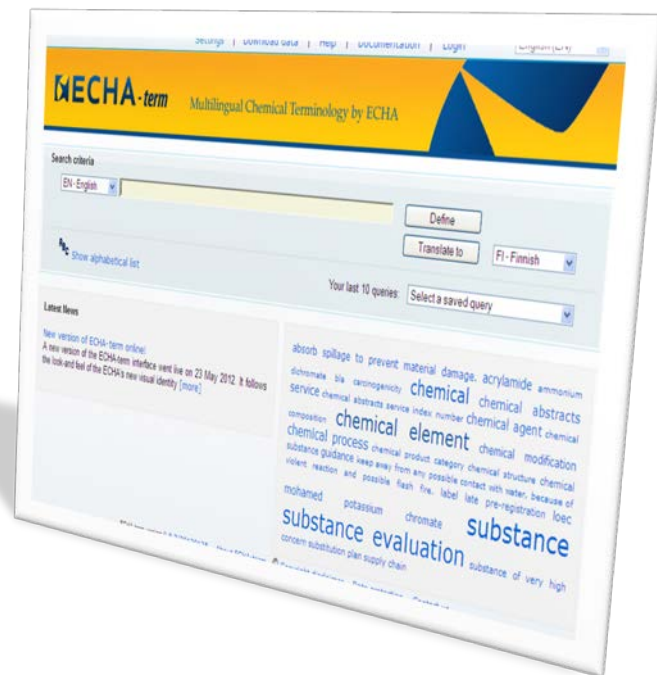 Settings | Download data | Help | Documentation | Login English (EN)
ECHA-term Multilingual Chemical Terminology by ECHA
Search criteria
EN - English
Define
Translate to FI - Finnish
Show alphabetical list
Your last 10 queries: Select a saved query
Latest News
New version of ECHA-term online!
A new version of the ECHA-term interface went live on 23 May 2012. It follows
the look-and feel of the ECHA's new visual identity [more]
absorb spillage to prevent material damage. acrylamide ammonium
dichromate bla carcinogenicity chemical chemical abstracts
service chemical abstracts service index number chemical agent chemical
composition chemical element chemical modification
chemical process chemical product category chemical structure chemical
substance guidance keep away from any possible contact with water, because of
violent reaction and possible flash fire. label late pre-registration loec
mohamed potassium chromate substance
substance evaluation substance of very high
concern substitution plan supply chain